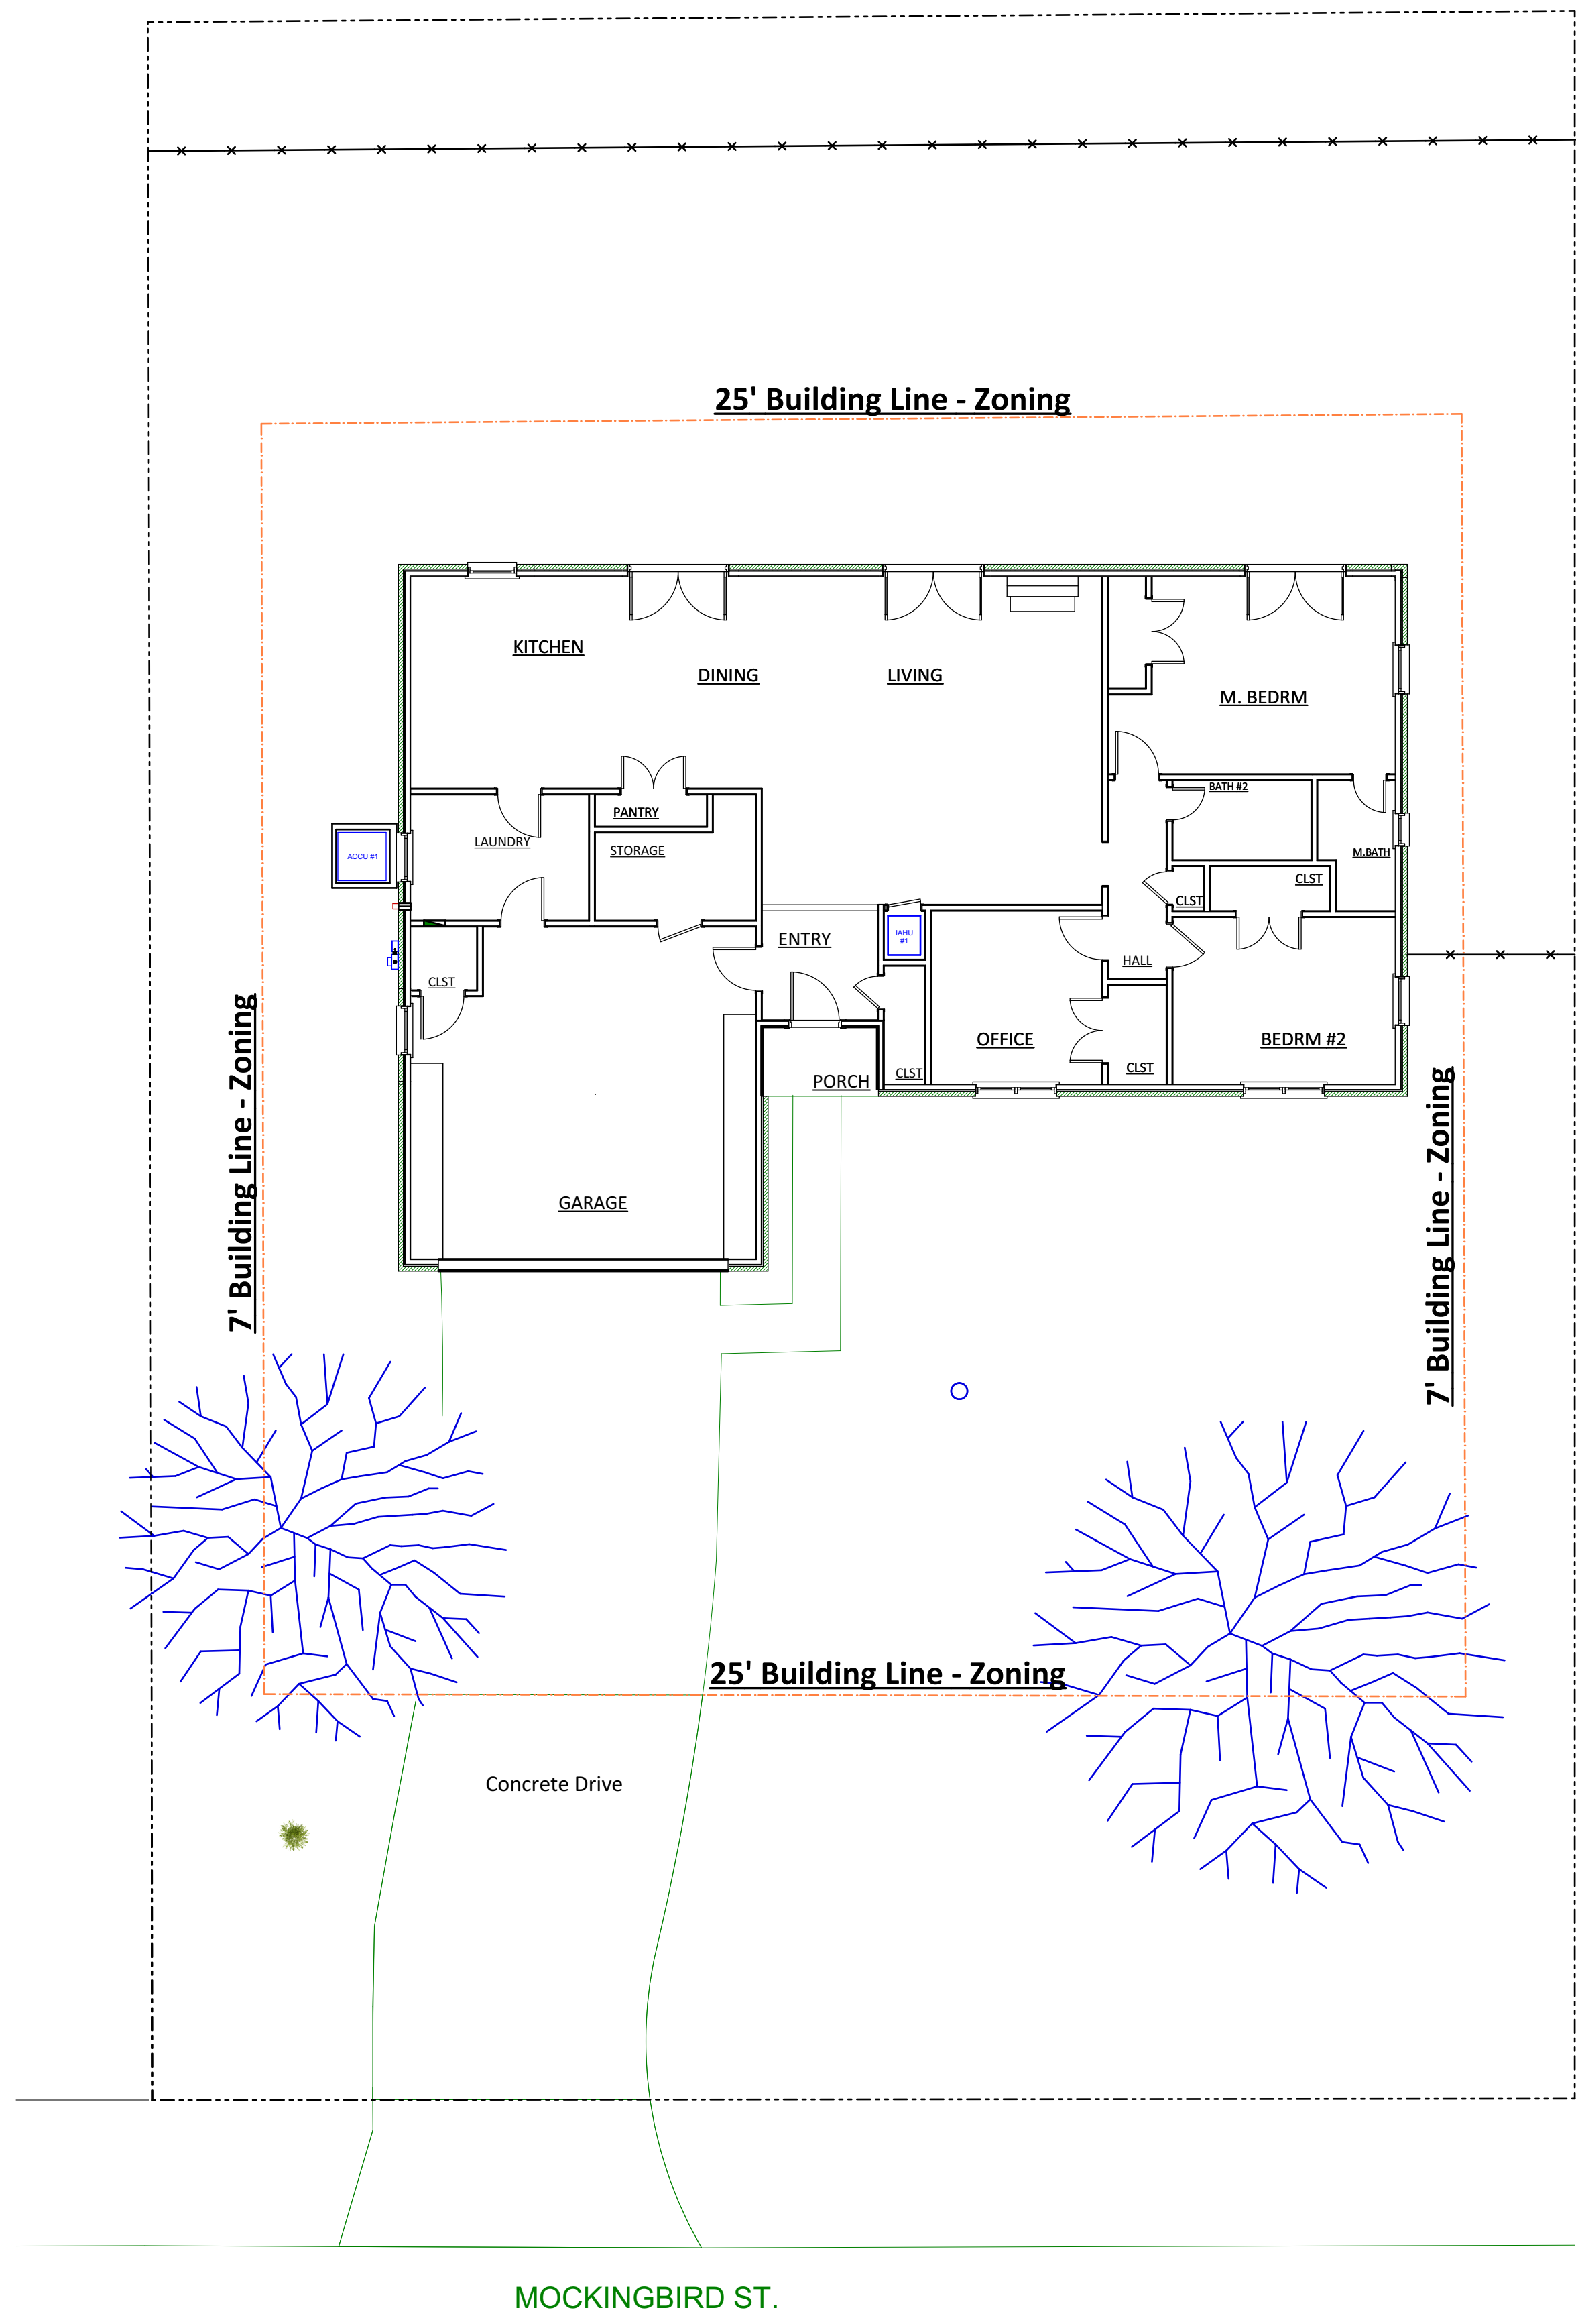 25' Building Line - Zoning
KITCHEN
DINING
LIVING
M. BEDRM
BATH #2
PANTRY
LAUNDRY
STORAGE
M.BATH
ACCU #1
CLST
CLST
IAHU
#1
ENTRY
HALL
CLST
OFFICE
BEDRM #2
CLST
CLST
PORCH
7' Building Line - Zoning
7' Building Line - Zoning
GARAGE
25' Building Line - Zoning
Concrete Drive
MOCKINGBIRD ST.